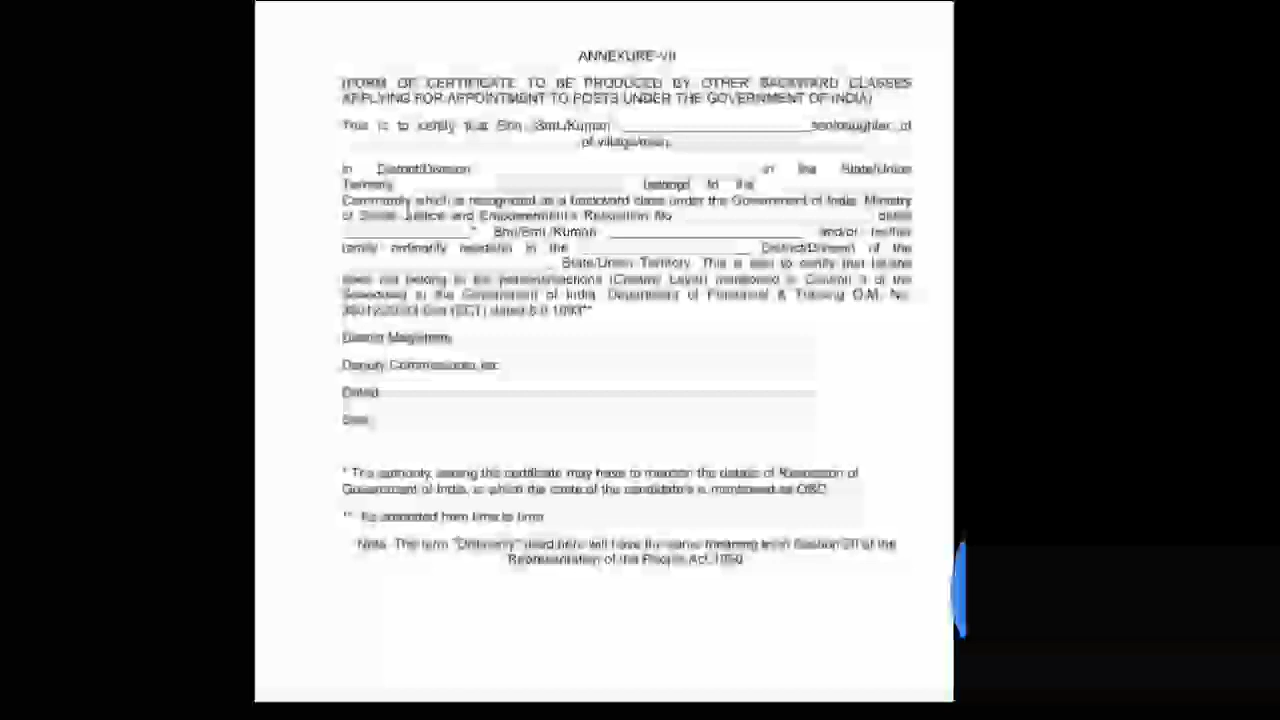 ANNEXURE-VII
(FORM OF CERTIFICATE TO BE PRODUCED BY OTHER BACKWARD CLASSES
APPLYING FOR APPOINTMENT TO POSTS UNDER THE GOVERNMENT OF INDIA)
This is to certify that Shri/Smt./Kumari ____________ son/daughter of
of village/town
in District/Division in the State/Union
Territory belongs to the
Community which is recognized as a backward class under the Government of India, Ministry
of Social Justice and Empowerment's Resolution No. dated
____________* Shri/Smt./Kumari ____________ and/or his/her
family ordinarily reside(s) in the ____________ District/Division of the
____________ State/Union Territory. This is also to certify that he/she
does not belong to the persons/sections (Creamy Layer) mentioned in Column 3 of the
Schedule to the Government of India, Department of Personnel & Training O.M. No.
dated 8.9.1993**
District Magistrate
Deputy Commissioner, etc.
Dated
Seal
* The authority issuing the certificate may have to mention the details of Resolution of
Government of India, in which the caste of the candidate is mentioned as OBC
** As amended from time to time
Note: The term "Ordinarily" used here will have the same meaning as in Section 20 of the
Representation of the People Act, 1950